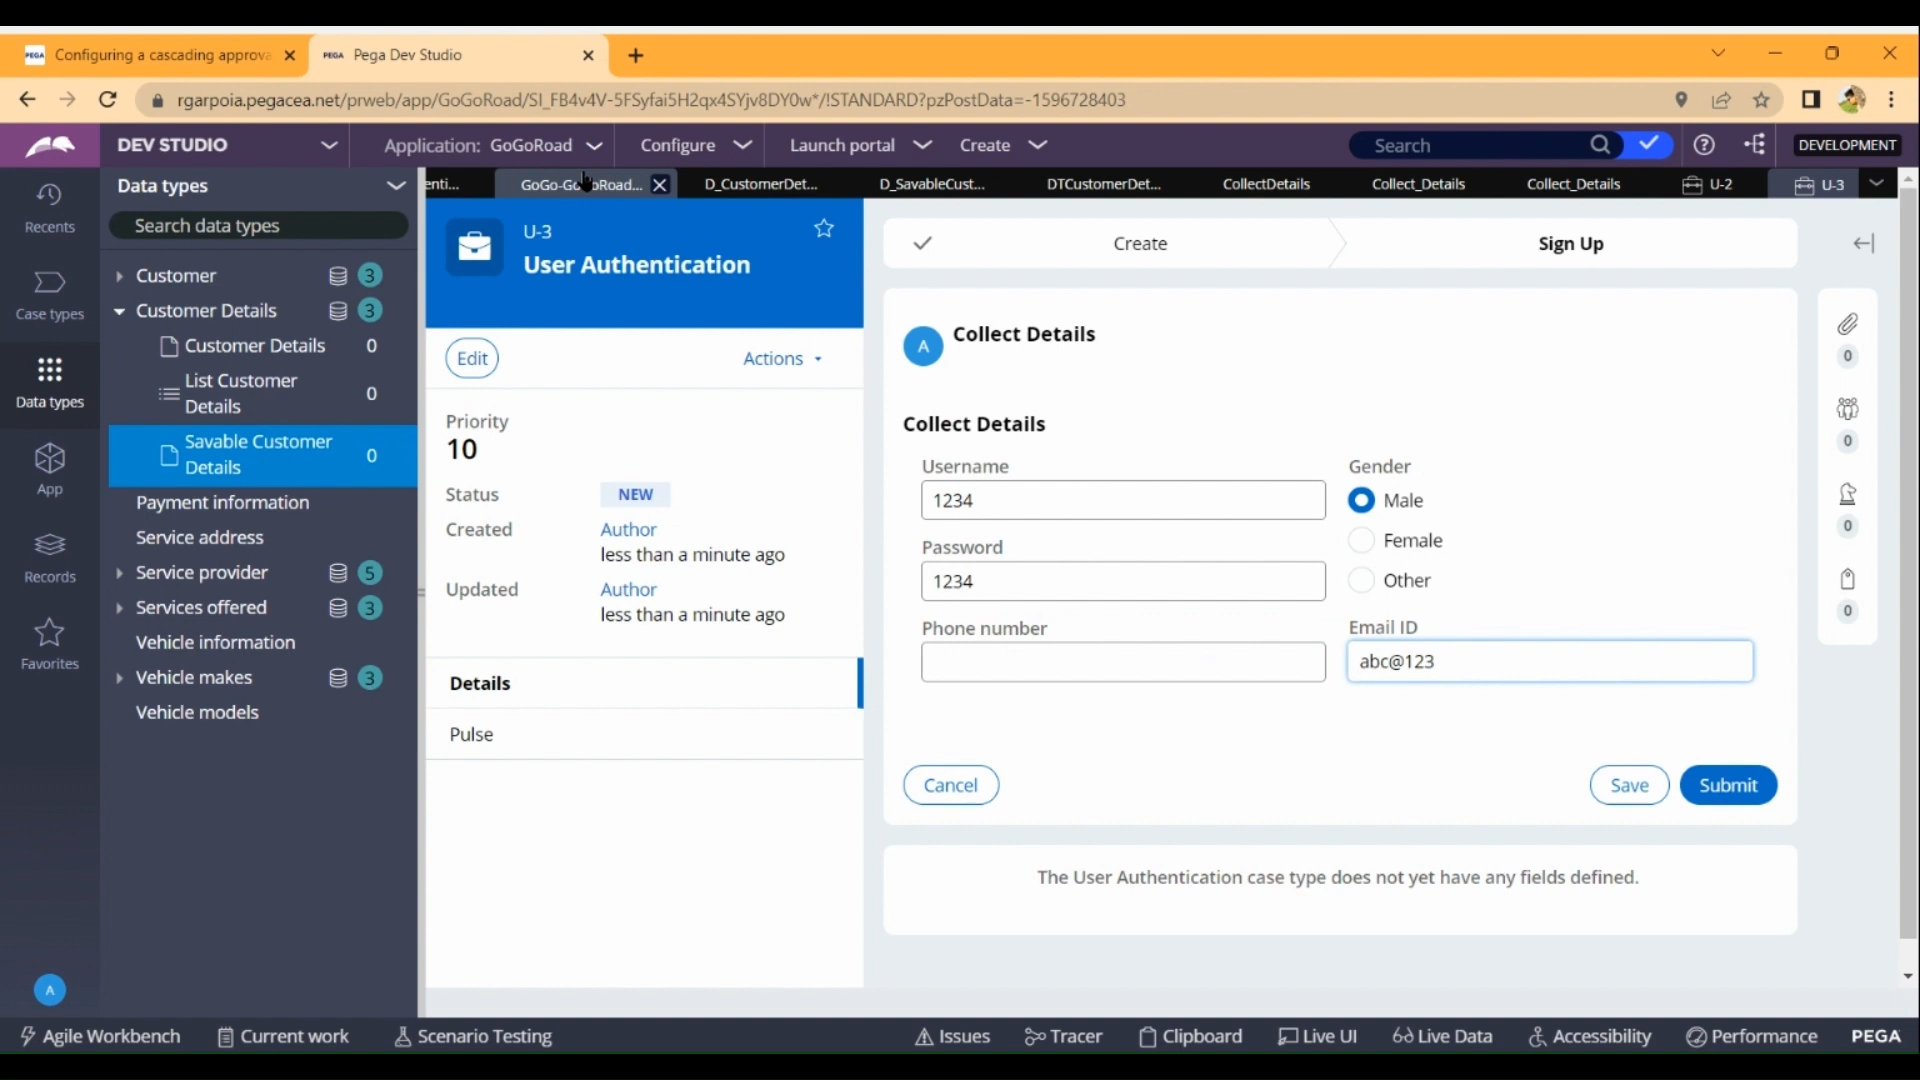 PEGA Configuring a cascading approva
PEGA Pega Dev Studio
rgarpoia.pegacea.net/prweb/app/GoGoRoad/SI_FB4v4V-5FSyfai5H2qx4SYjv8DY0w*/!STANDARD?pzPostData=-1596728403
DEV STUDIO
Application: GoGoRoad
Configure
Launch portal
Create
Search
DEVELOPMENT
enti...
GoGo-Go
Road...
D_CustomerDet...
D_SavableCust...
DTCustomerDet...
CollectDetails
Collect_Details
Collect_Details
U-2
U-3
Recents
Case types
Data types
App
Records
Favorites
A
Data types
Search data types
Customer 3
Customer Details 3
Customer Details 0
List Customer
Details 0
Savable Customer
Details 0
Payment information
Service address
Service provider 5
Services offered 3
Vehicle information
Vehicle makes 3
Vehicle models
U-3
User Authentication
Edit
Actions
Priority
10
Status NEW
Created Author
less than a minute ago
Updated Author
less than a minute ago
Details
Pulse
Create
Sign Up
A
Collect Details
Collect Details
Username
1234
Password
1234
Phone number
Gender
Male
Female
Other
Email ID
abc@123
Cancel
Save
Submit
The User Authentication case type does not yet have any fields defined.
0
0
0
0
Agile Workbench
Current work
Scenario Testing
Issues
Tracer
Clipboard
Live UI
Live Data
Accessibility
Performance
PEGA